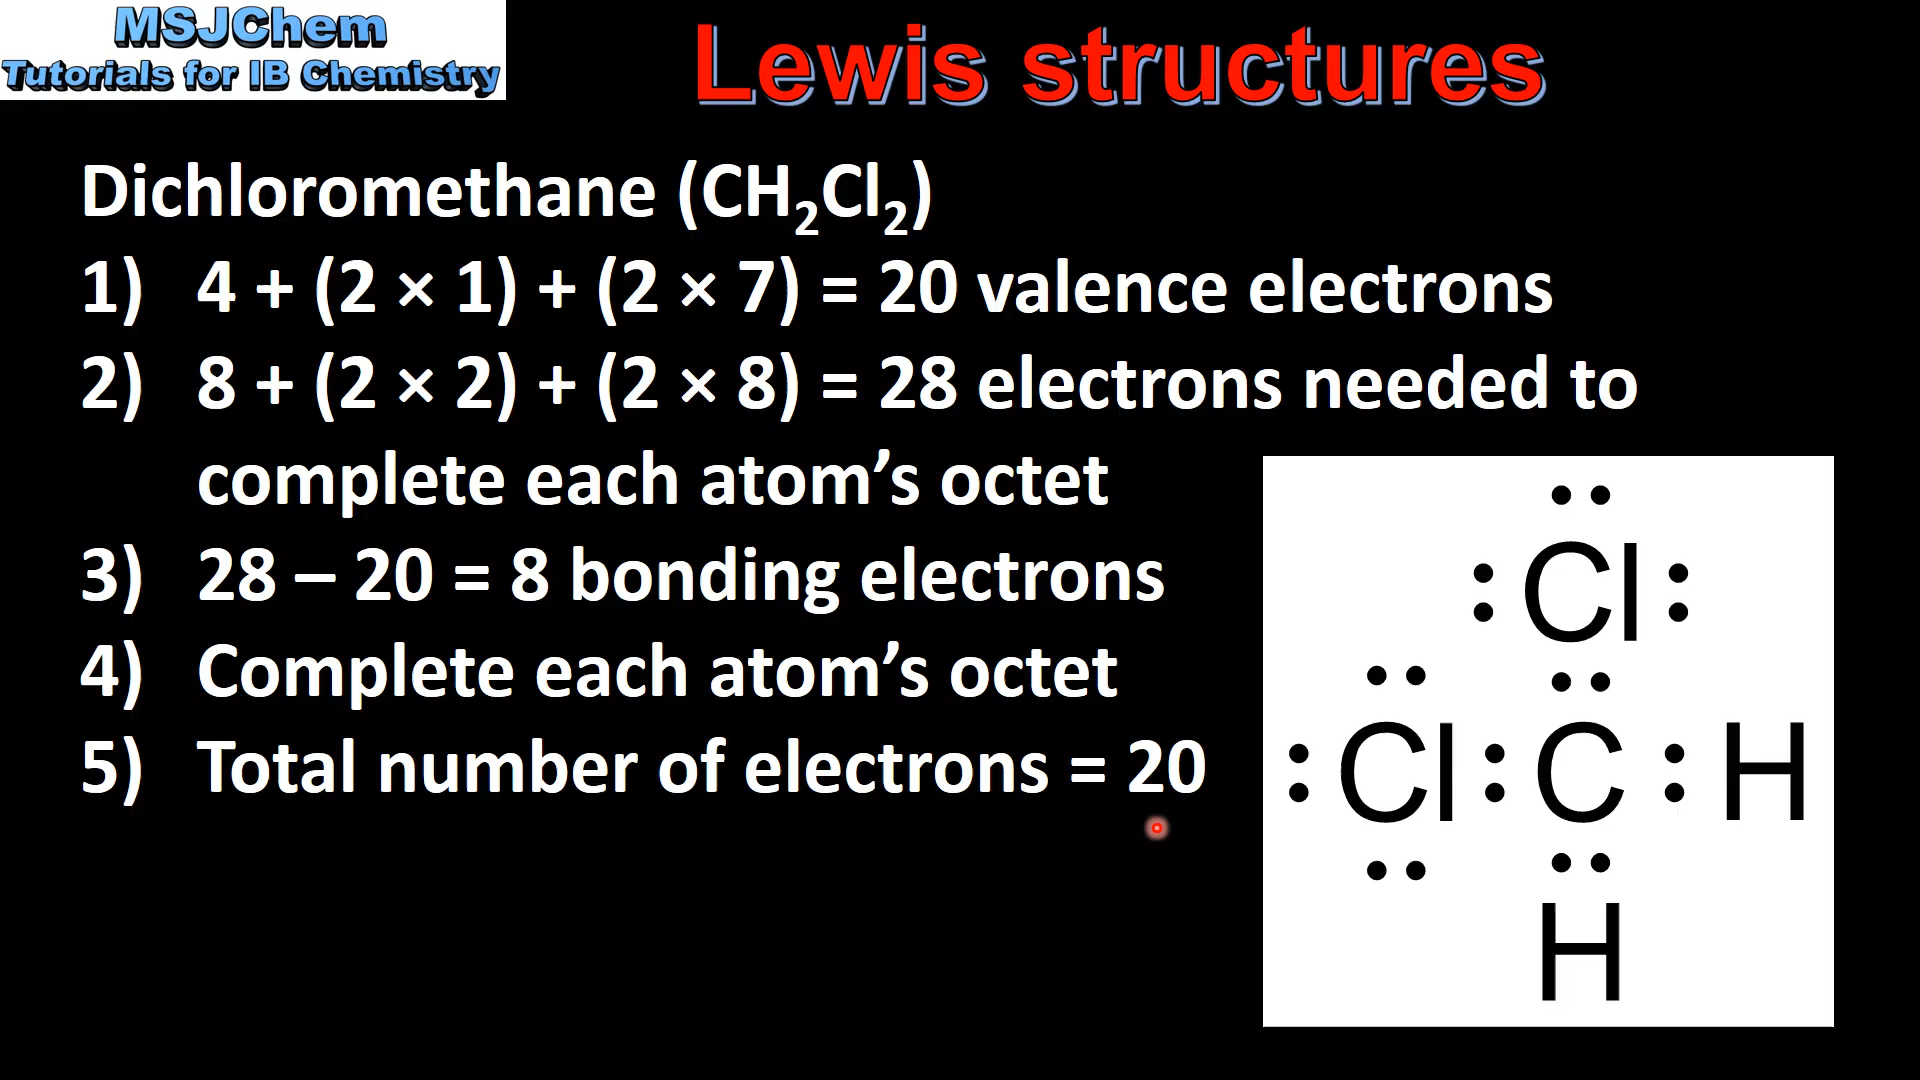 MSJChem
Tutorials for IB Chemistry
Lewis structures
Dichloromethane (CH₂Cl₂)
1) 4 + (2 × 1) + (2 × 7) = 20 valence electrons
2) 8 + (2 × 2) + (2 × 8) = 28 electrons needed to
complete each atom’s octet
3) 28 – 20 = 8 bonding electrons
4) Complete each atom’s octet
5) Total number of electrons = 20
Cl
Cl C H
H